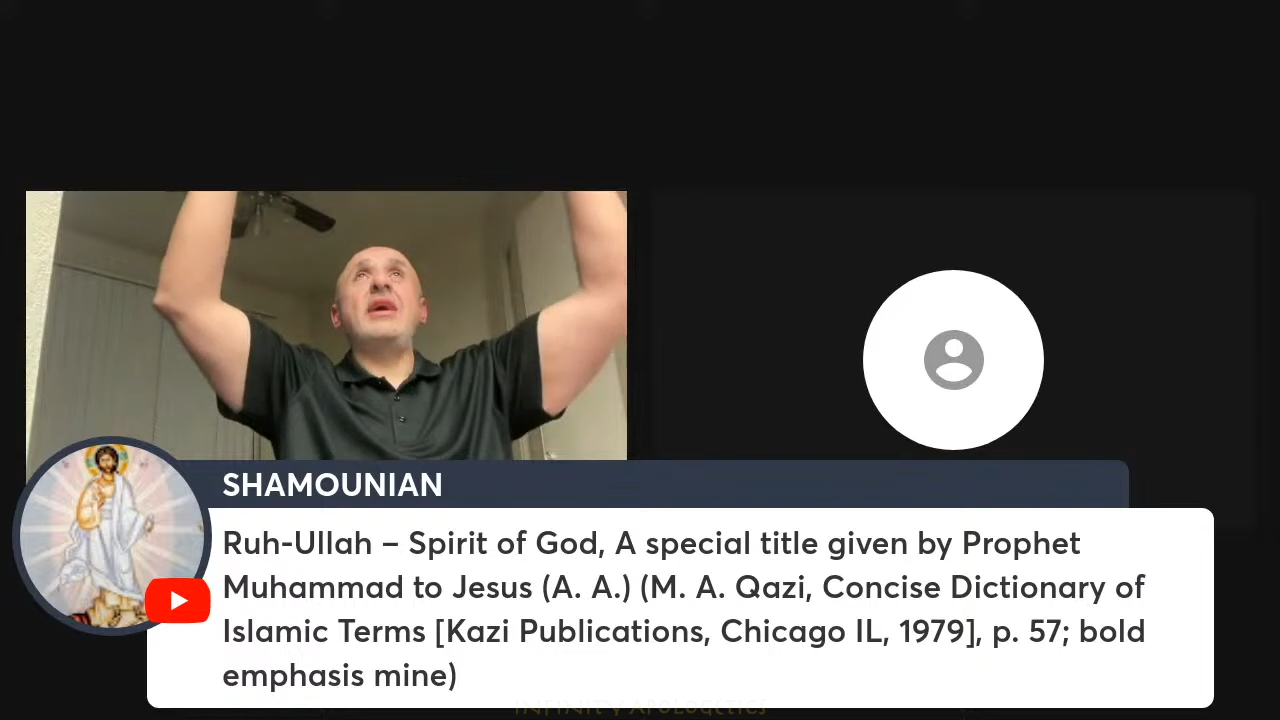 SHAMOUNIAN
Ruh-Ullah – Spirit of God, A special title given by Prophet
Muhammad to Jesus (A. A.) (M. A. Qazi, Concise Dictionary of
Islamic Terms [Kazi Publications, Chicago IL, 1979], p. 57; bold
emphasis mine)